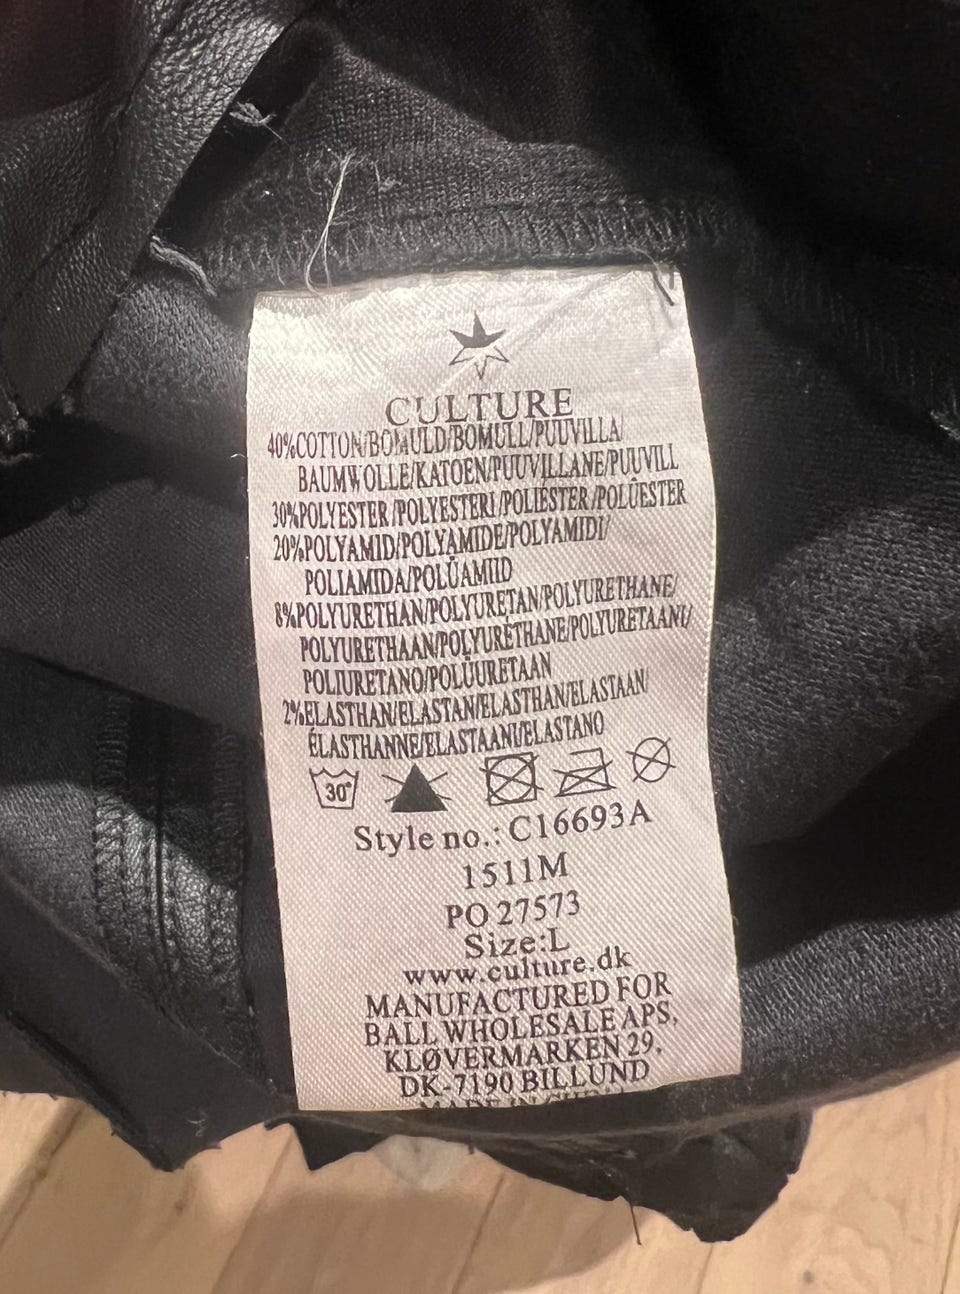 CULTURE
40%COTTON/BOMULD/BOMULL/PUUVILLA/
BAUMWOLLE/KATOEN/PUUVILLANE/PUUVILL
30%POLYESTER/POLYESTERI/POLIÉSTER/POLÜESTER
20%POLYAMID/POLYAMIDE/POLYAMIDI/
POLIAMIDA/POLÜAMIID
8%POLYURETHAN/POLYURETAN/POLYURETHANE/
POLYURETHAAN/POLYURÉTHANE/POLYURETAANI/
POLIURETANO/POLÜURETAAN
2%ELASTHAN/ELASTAN/ELASTHAN/ELASTAAN/
ÉLASTHANNE/ELASTAANI/ELASTANO
30°
Style no.: C16693A
1511M
PO 27573
Size:L
www.culture.dk
MANUFACTURED FOR
BALL WHOLESALE APS,
KLØVERMARKEN 29,
DK-7190 BILLUND
MADE IN